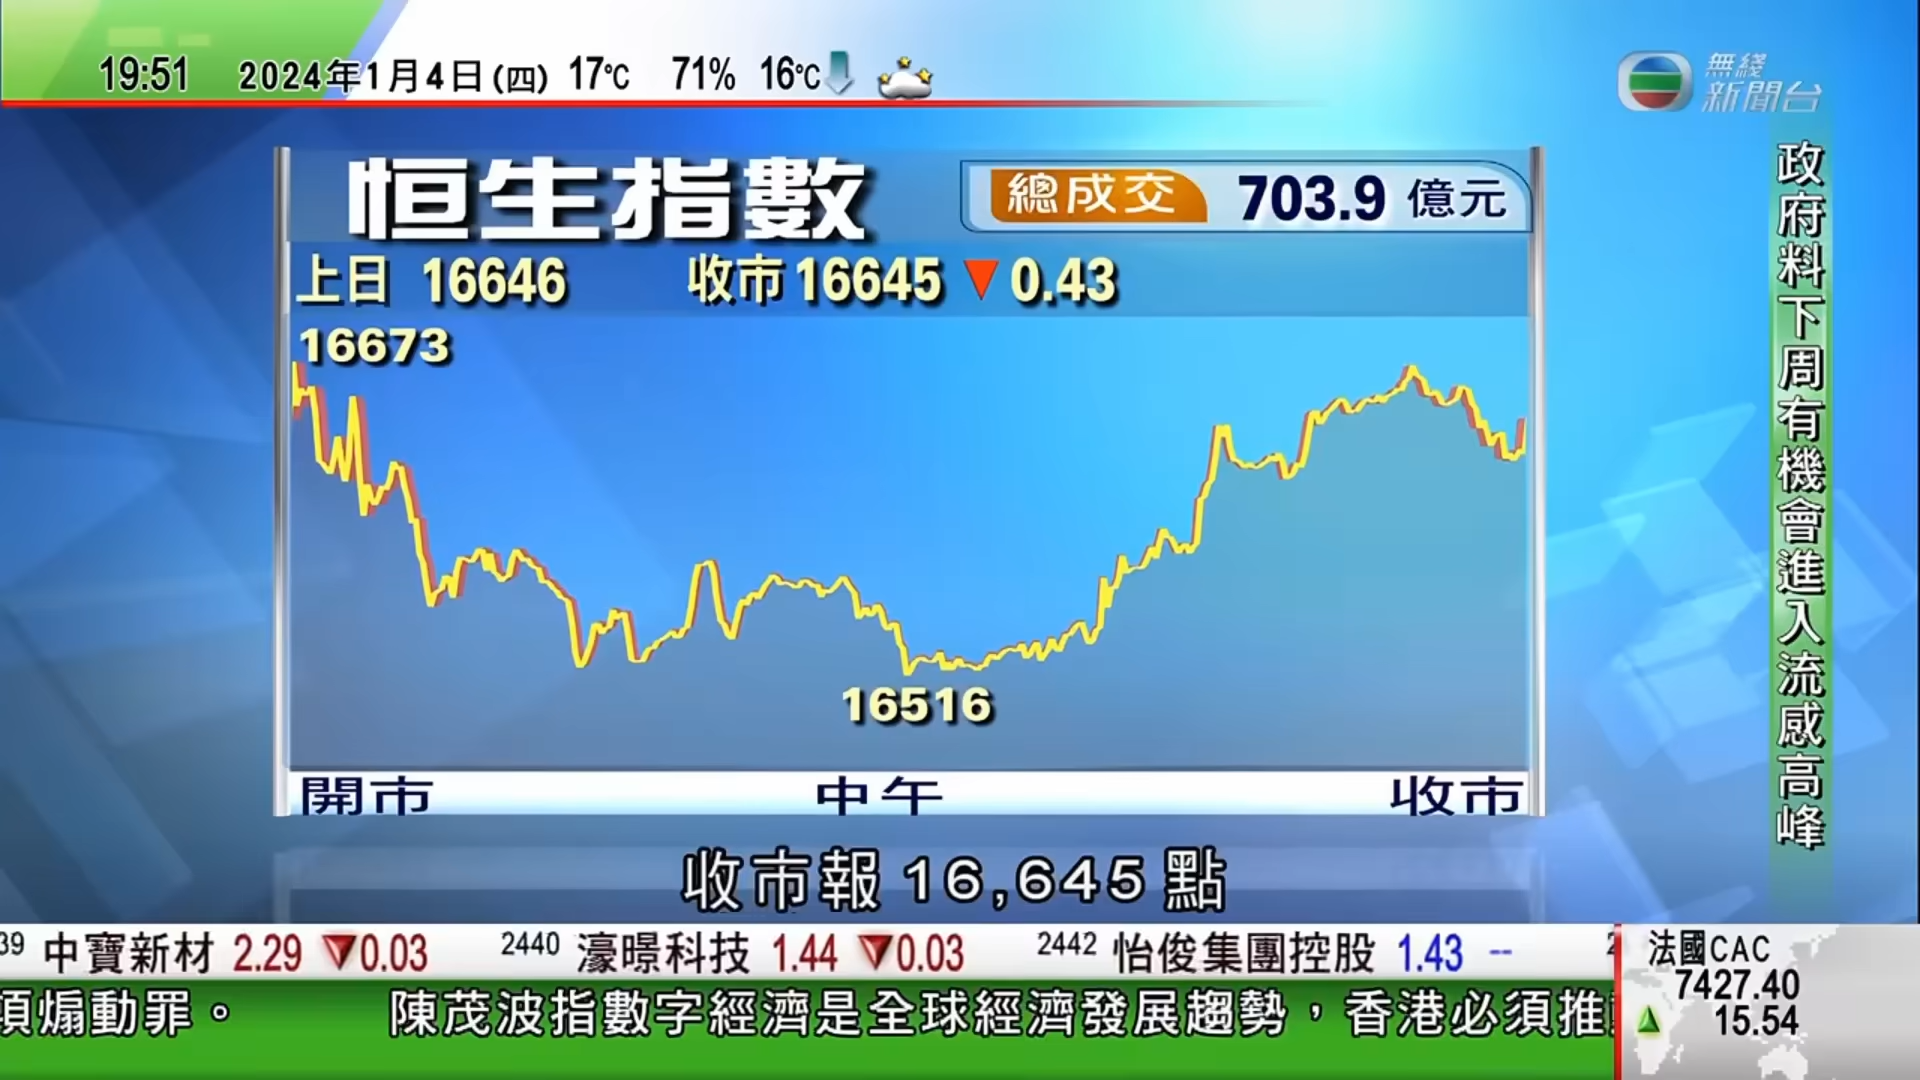 19:51 2024年1月4日(四) 17℃ 71% 16℃
無綫
新聞台
恒生指數
總成交 703.9 億元
上日 16646 收市 16645 ▼ 0.43
16673
16516
開市 中午 收市
收市報 16,645 點
政府料下周有機會進入流感高峰
39 中寶新材 2.29 ▼0.03 2440 濠暻科技 1.44 ▼0.03 2442 怡俊集團控股 1.43 --
項煽動罪。 陳茂波指數字經濟是全球經濟發展趨勢，香港必須推
法國CAC
7427.40
▲ 15.54